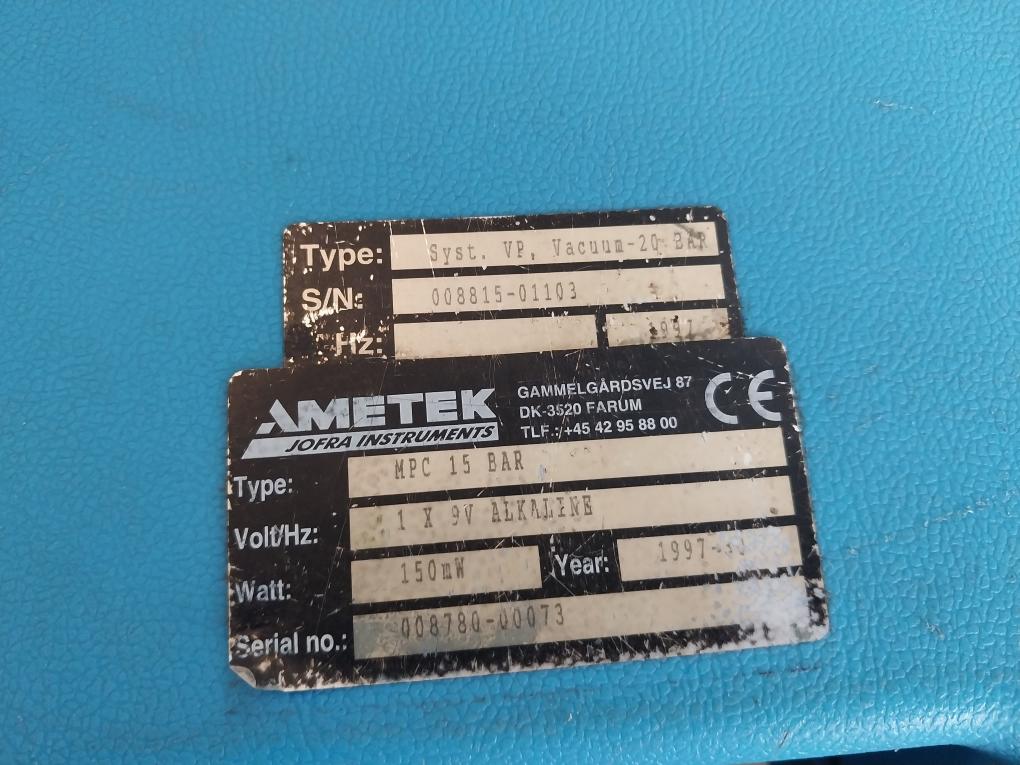 Type: Syst. VP, Vacuum-20 BAR
S/N: 008815-01103
Hz: 1997
AMETEK
JOFRA INSTRUMENTS
GAMMELGÅRDSVEJ 87
DK-3520 FARUM
TLF.:+45 42 95 88 00
CE
Type: MPC 15 BAR
Volt/Hz: 1 X 9V ALKALINE
Watt: 150mW Year: 1997-
Serial no.: 008780-00073